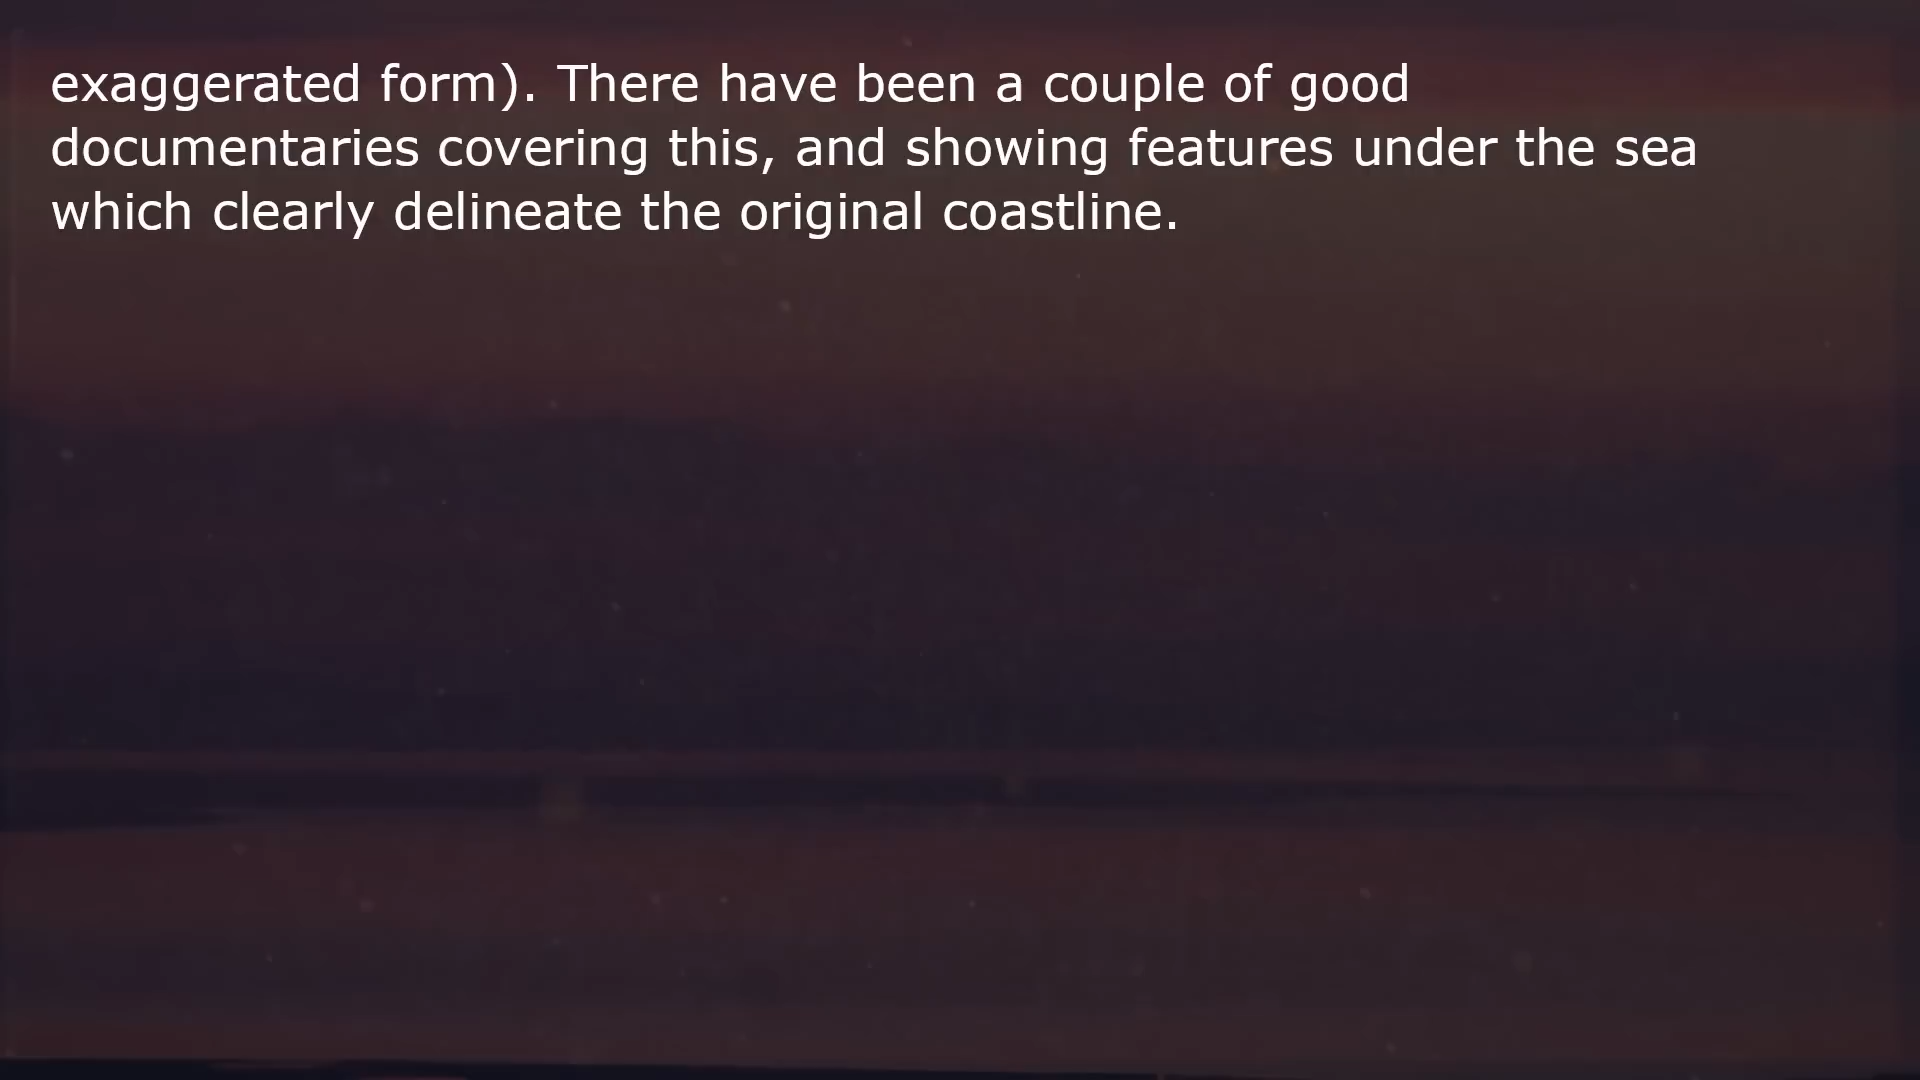 exaggerated form). There have been a couple of good
documentaries covering this, and showing features under the sea
which clearly delineate the original coastline.